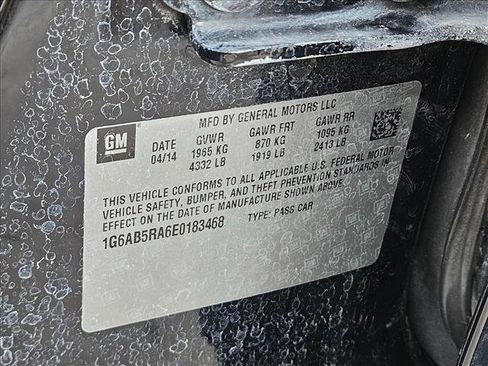 MFD BY GENERAL MOTORS LLC
GM DATE GVWR GAWR FRT GAWR RR
04/14 1965 KG 870 KG 1095 KG
4332 LB 1919 LB 2413 LB
THIS VEHICLE CONFORMS TO ALL APPLICABLE U.S. FEDERAL MOTOR
VEHICLE SAFETY, BUMPER, AND THEFT PREVENTION STANDARDS IN
EFFECT ON THE DATE OF MANUFACTURE SHOWN ABOVE.
1G6AB5RA6E0183468 TYPE: PASS CAR